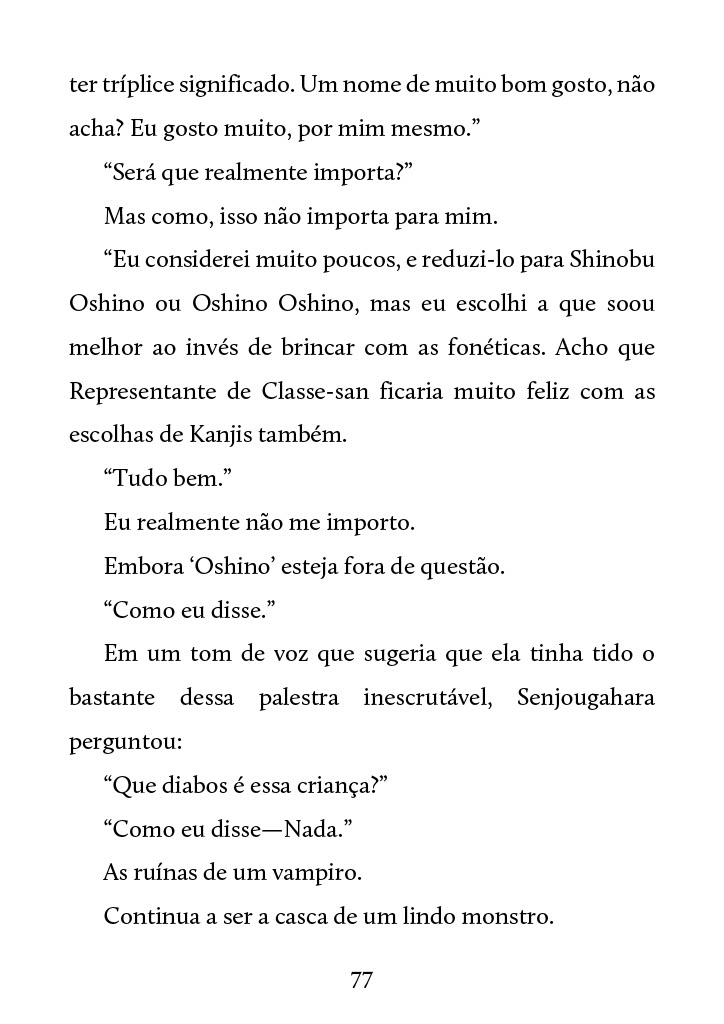 ter tríplice significado. Um nome de muito bom gosto, não
acha? Eu gosto muito, por mim mesmo.”
“Será que realmente importa?”
Mas como, isso não importa para mim.
“Eu considerei muito poucos, e reduzi-lo para Shinobu
Oshino ou Oshino Oshino, mas eu escolhi a que soou
melhor ao invés de brincar com as fonéticas. Acho que
Representante de Classe-san ficaria muito feliz com as
escolhas de Kanjis também.
“Tudo bem.”
Eu realmente não me importo.
Embora ‘Oshino’ esteja fora de questão.
“Como eu disse.”
Em um tom de voz que sugeria que ela tinha tido o
bastante dessa palestra inescrutável, Senjougahara
perguntou:
“Que diabos é essa criança?”
“Como eu disse—Nada.”
As ruínas de um vampiro.
Continua a ser a casca de um lindo monstro.
77